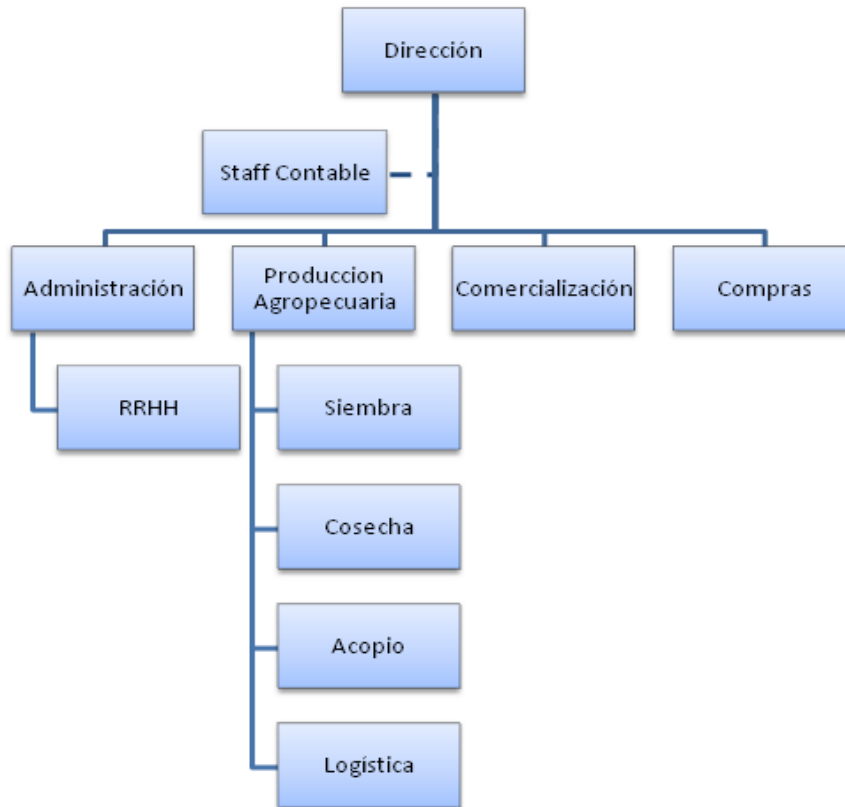 Dirección
Staff Contable
Administración
Produccion
Agropecuaria
Comercialización
Compras
RRHH
Siembra
Cosecha
Acopio
Logística